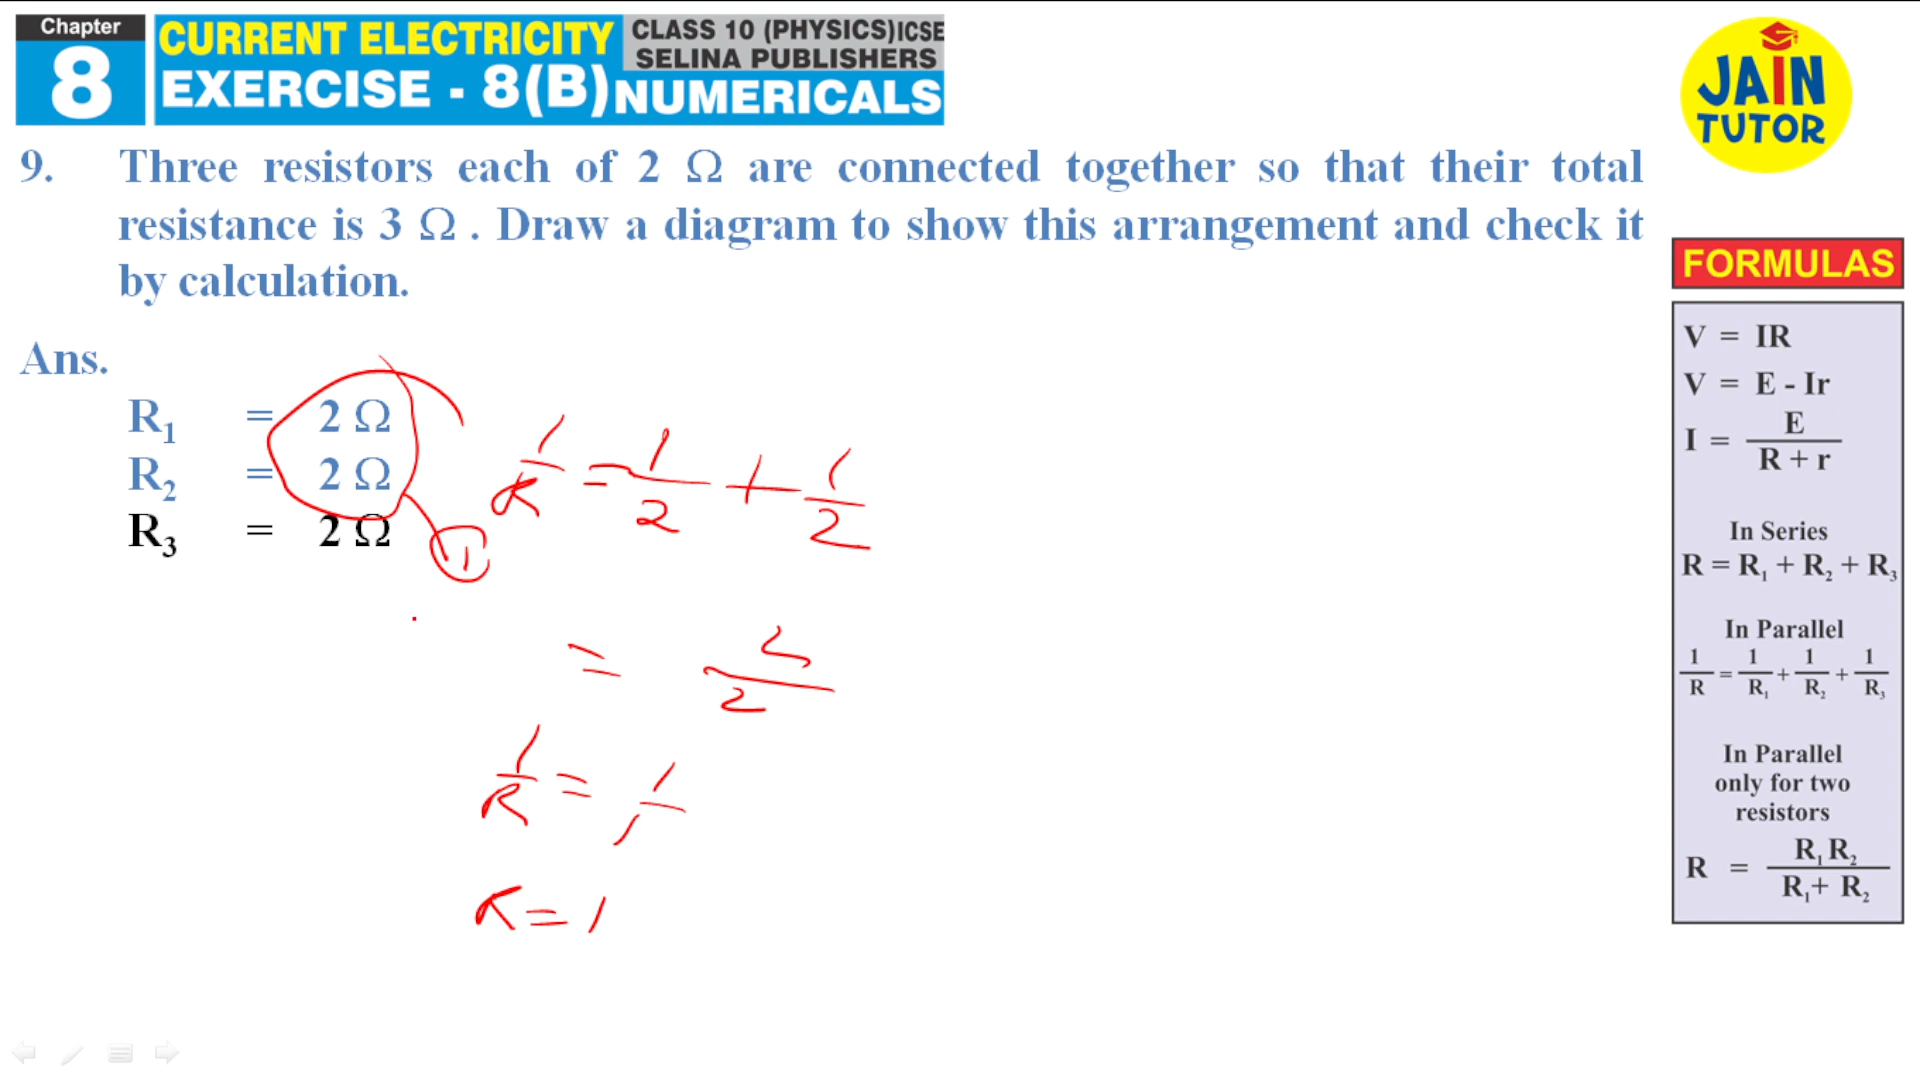 Chapter
8
CURRENT ELECTRICITY
EXERCISE - 8(B) NUMERICALS
CLASS 10 (PHYSICS) ICSE
SELINA PUBLISHERS
JAIN
TUTOR
9. Three resistors each of 2 Ω are connected together so that their total
resistance is 3 Ω . Draw a diagram to show this arrangement and check it
by calculation.
Ans.
R₁ = 2 Ω
R₂ = 2 Ω
R₃ = 2 Ω
1
1/R = 1/2 + 1/2
= 2/2
1/R = 1/1
R = 1
FORMULAS
V = IR
V = E - Ir
I = E/(R + r)
In Series
R = R₁ + R₂ + R₃
In Parallel
1/R = 1/R₁ + 1/R₂ + 1/R₃
In Parallel
only for two
resistors
R = R₁ R₂/(R₁+ R₂)